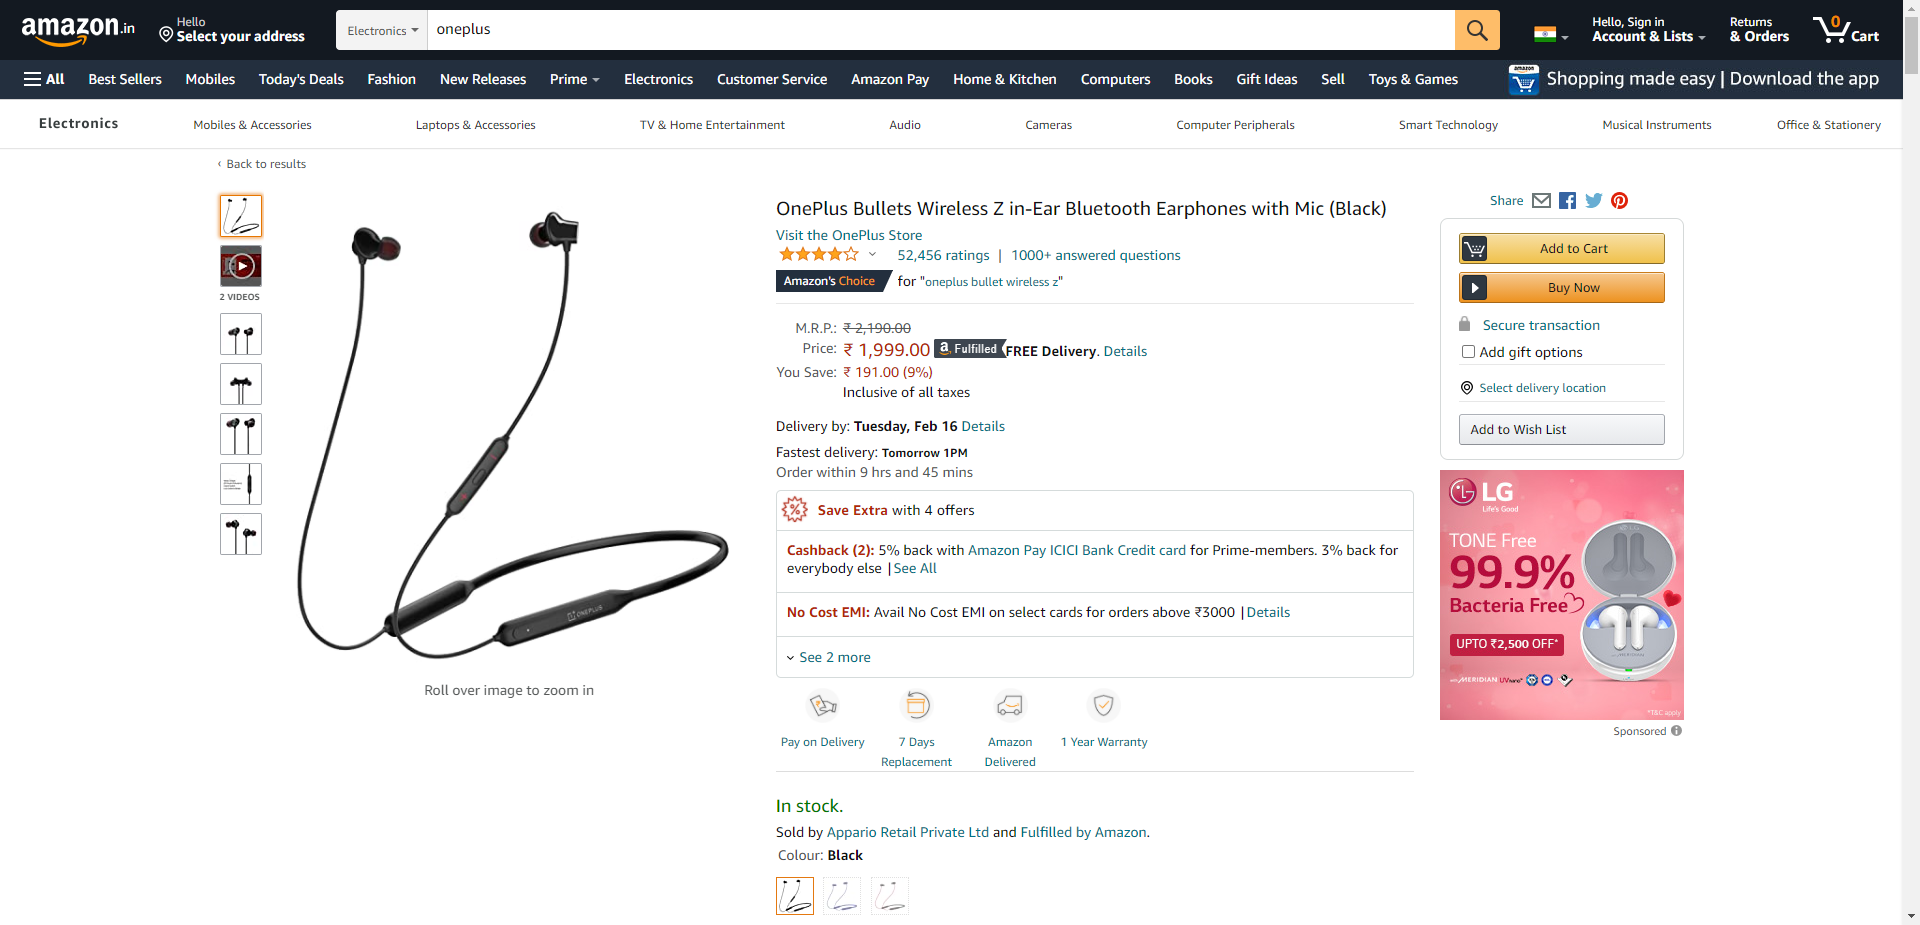 amazon.in
Hello
Select your address
Electronics
oneplus
Hello, Sign in
Account & Lists
Returns
& Orders
0
Cart
All
Best Sellers
Mobiles
Today's Deals
Fashion
New Releases
Prime
Electronics
Customer Service
Amazon Pay
Home & Kitchen
Computers
Books
Gift Ideas
Sell
Toys & Games
amazon
Shopping made easy | Download the app
Electronics
Mobiles & Accessories
Laptops & Accessories
TV & Home Entertainment
Audio
Cameras
Computer Peripherals
Smart Technology
Musical Instruments
Office & Stationery
‹ Back to results
2 VIDEOS
ONEPLUS
Roll over image to zoom in
OnePlus Bullets Wireless Z in-Ear Bluetooth Earphones with Mic (Black)
Visit the OnePlus Store
52,456 ratings | 1000+ answered questions
Amazon's Choice for "oneplus bullet wireless z"
M.R.P.: ₹ 2,190.00
Price: ₹ 1,999.00 a Fulfilled FREE Delivery. Details
You Save: ₹ 191.00 (9%)
Inclusive of all taxes
Delivery by: Tuesday, Feb 16 Details
Fastest delivery: Tomorrow 1PM
Order within 9 hrs and 45 mins
% Save Extra with 4 offers
Cashback (2): 5% back with Amazon Pay ICICI Bank Credit card for Prime-members. 3% back for
everybody else | See All
No Cost EMI: Avail No Cost EMI on select cards for orders above ₹3000 | Details
See 2 more
Pay on Delivery
7 Days
Replacement
Amazon
Delivered
1 Year Warranty
In stock.
Sold by Appario Retail Private Ltd and Fulfilled by Amazon.
Colour: Black
Share
Add to Cart
Buy Now
Secure transaction
Add gift options
Select delivery location
Add to Wish List
LG
Life's Good
TONE Free
99.9%
Bacteria Free
UPTO ₹2,500 OFF*
with MERIDIAN UVnano*
*T&C apply
Sponsored